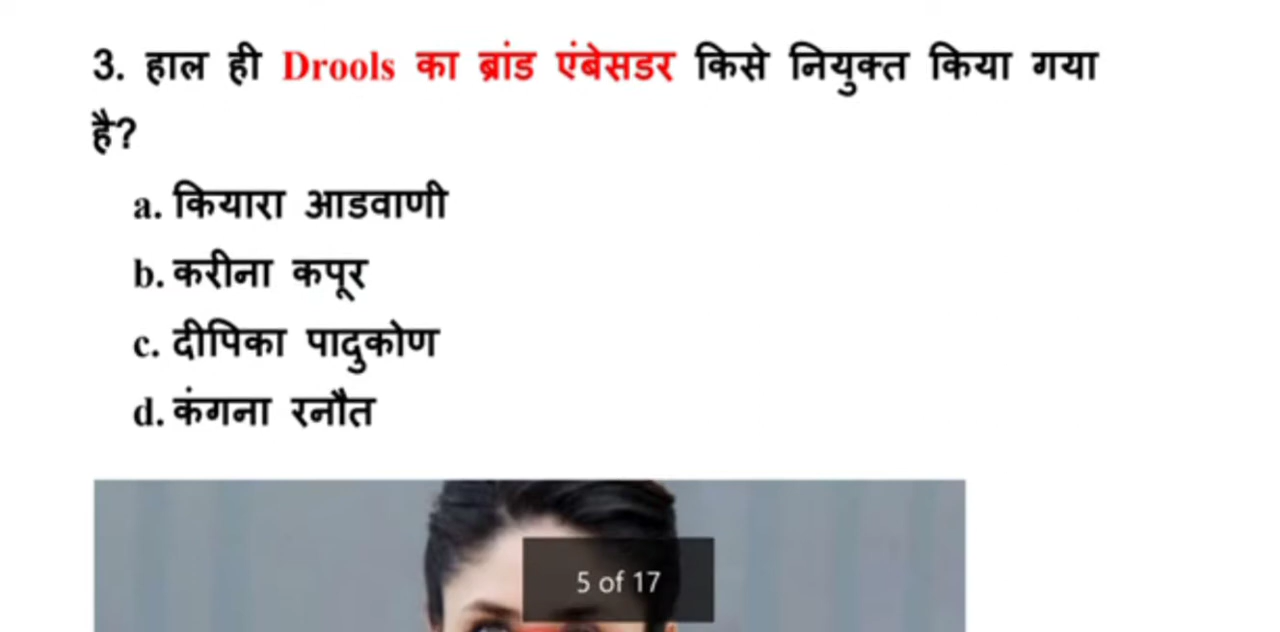 3. हाल ही Drools का ब्रांड एंबेसडर किसे नियुक्त किया गया
है?
a. कियारा आडवाणी
b. करीना कपूर
c. दीपिका पादुकोण
d. कंगना रनौत
5 of 17